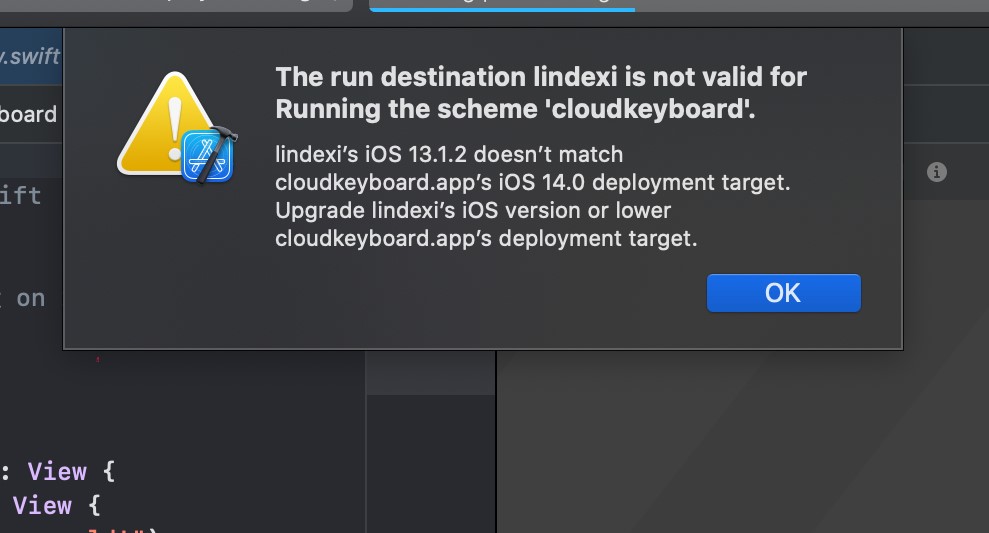 .swift
The run destination lindexi is not valid for
Running the scheme 'cloudkeyboard'.
board
lindexi’s iOS 13.1.2 doesn’t match
cloudkeyboard.app’s iOS 14.0 deployment target.
Upgrade lindexi’s iOS version or lower
cloudkeyboard.app’s deployment target.
ift
on
OK
: View {
View {